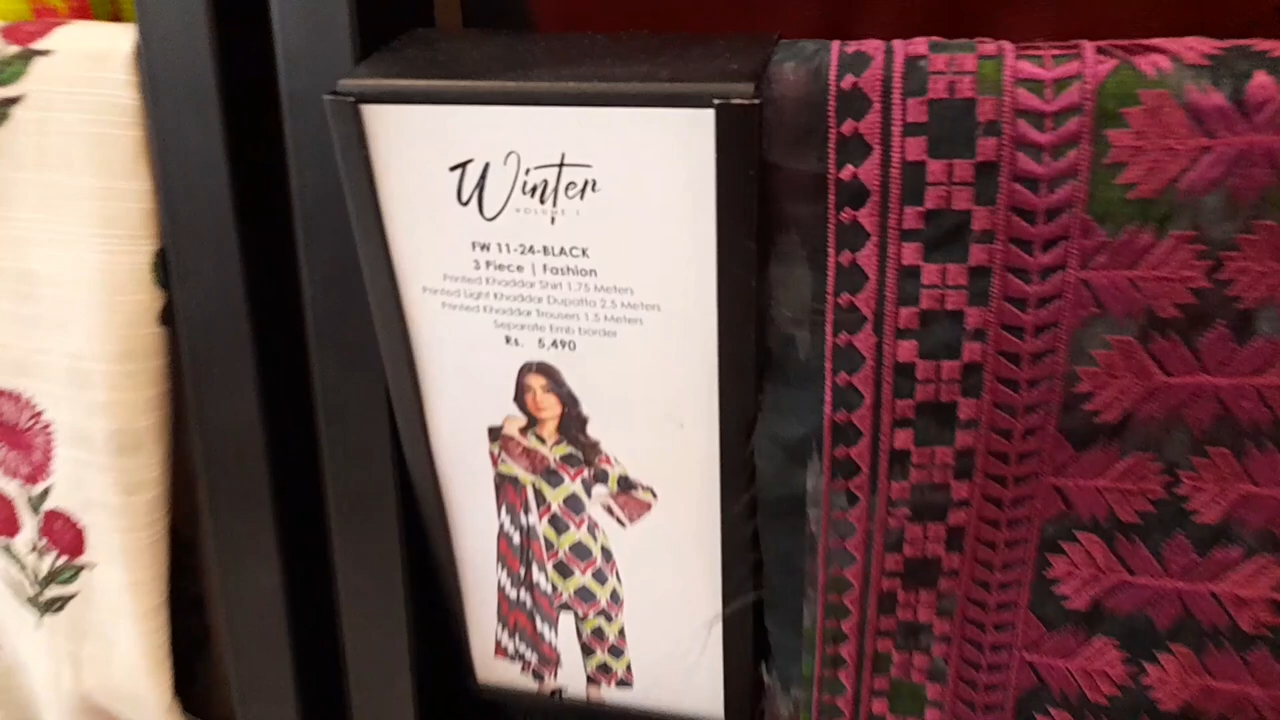 Winter
VOLUME 1
FW 11-24-BLACK
3 Piece | Fashion
Printed Khaddar Shirt 1.75 Meters
Printed Light Khaddar Dupatta 2.5 Meters
Printed Khaddar Trousers 1.5 Meters
Separate Emb border
Rs. 5,490